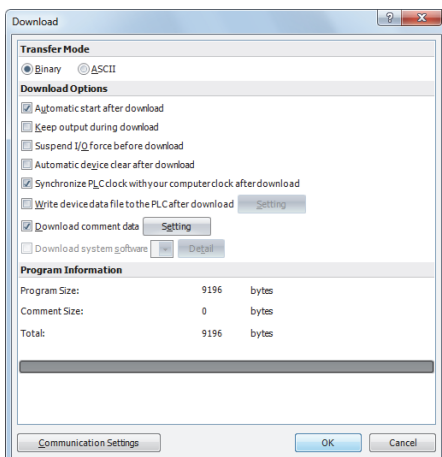 Download
Transfer Mode
Binary ASCII
Download Options
Automatic start after download
Keep output during download
Suspend I/O force before download
Automatic device clear after download
Synchronize PLC clock with your computer clock after download
Write device data file to the PLC after download Setting
Download comment data Setting
Download system software Detail
Program Information
Program Size: 9196 bytes
Comment Size: 0 bytes
Total: 9196 bytes
Communication Settings OK Cancel